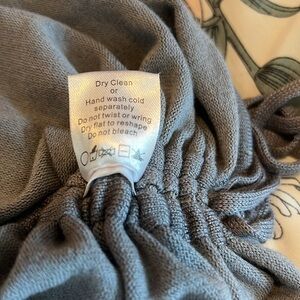 Dry Clean
or
Hand wash cold
separately
Do not twist or wring
Dry flat to reshape
Do not bleach